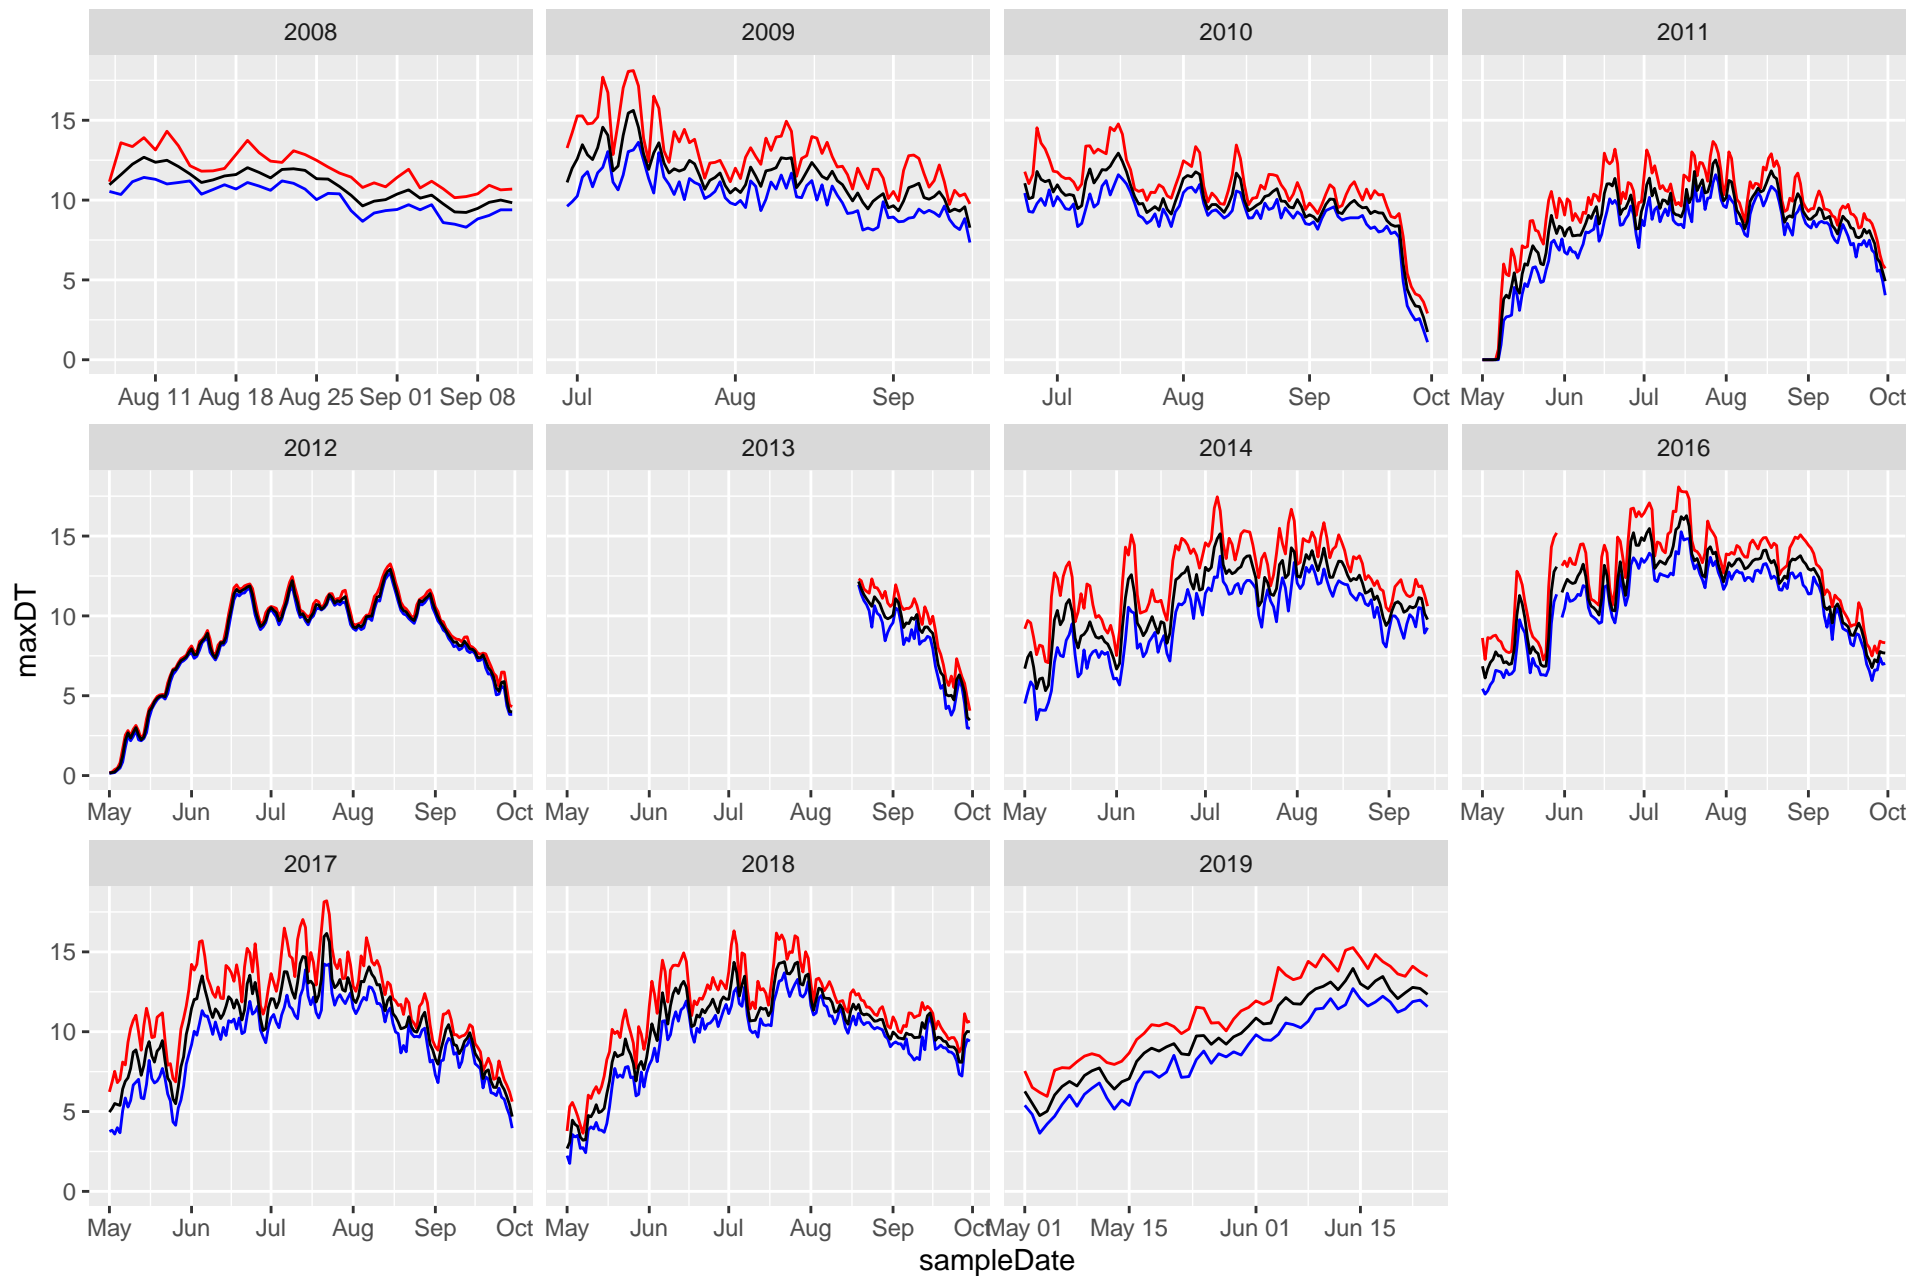 2008 2009 2010 2011
15
10
5
0
Aug 11 Aug 18 Aug 25 Sep 01 Sep 08 Jul Aug Sep Jul Aug Sep Oct May Jun Jul Aug Sep Oct
2012 2013 2014 2016
15
10
5
0
maxDT
May Jun Jul Aug Sep Oct May Jun Jul Aug Sep Oct May Jun Jul Aug Sep May Jun Jul Aug Sep Oct
2017 2018 2019
15
10
5
0
May Jun Jul Aug Sep Oct May Jun Jul Aug Sep Oct May 01 May 15 Jun 01 Jun 15
sampleDate